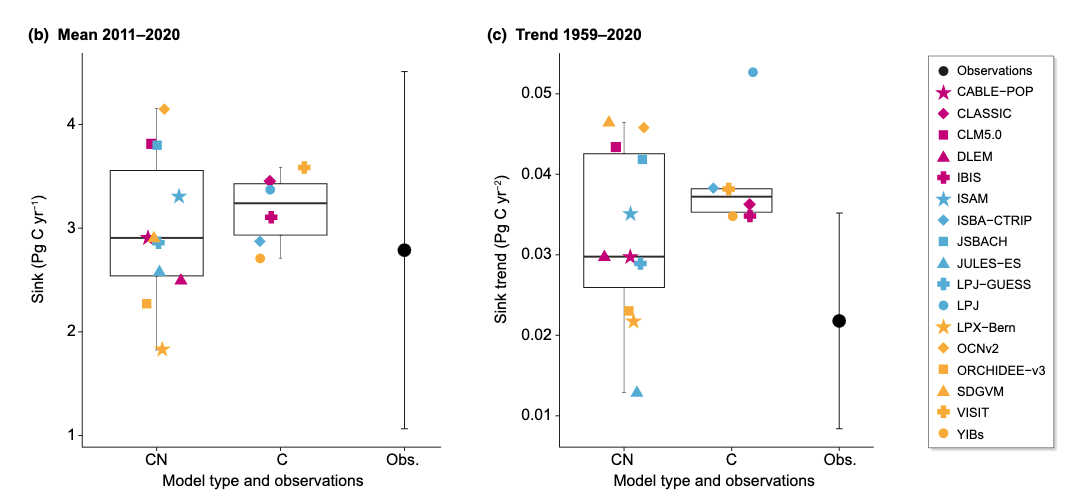 (b) Mean 2011–2020
Sink (Pg C yr⁻¹)
4
3
2
1
CN
C
Obs.
Model type and observations
(c) Trend 1959–2020
Sink trend (Pg C yr⁻²)
0.05
0.04
0.03
0.02
0.01
CN
C
Obs.
Model type and observations
Observations
CABLE−POP
CLASSIC
CLM5.0
DLEM
IBIS
ISAM
ISBA−CTRIP
JSBACH
JULES−ES
LPJ−GUESS
LPJ
LPX−Bern
OCNv2
ORCHIDEE−v3
SDGVM
VISIT
YIBs